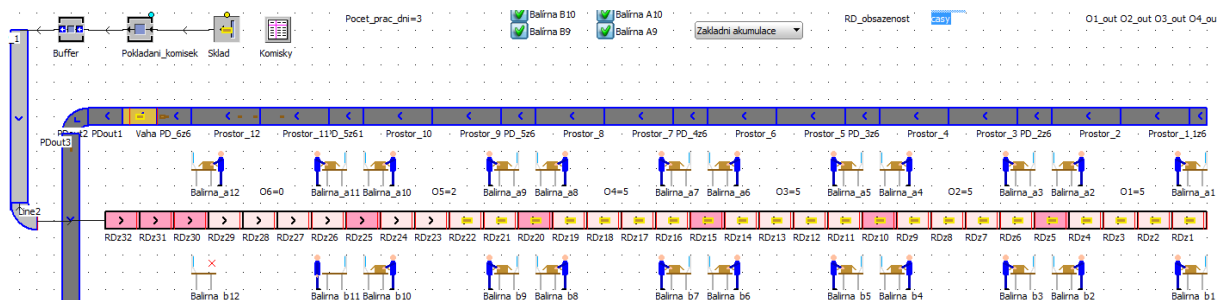 Pocet_prac_dni=3
Balírna B10 Balírna A10
Balírna B9 Balírna A9
Zakladni akumulace
RD_obsazenost casy O1_out O2_out O3_out O4_ou
1
Buffer Pokladani_komisek Sklad Komisky
PDout2 PDout1 Vaha PD_6z6 Prostor_12 Prostor_11 PD_5z61 Prostor_10 Prostor_9 PD_5z6 Prostor_8 Prostor_7 PD_4z6 Prostor_6 Prostor_5 PD_3z6 Prostor_4 Prostor_3 PD_2z6 Prostor_2 Prostor_1 1z6
PDout3
Balirna_a12 O6=0 Balirna_a11 Balirna_a10 O5=2 Balirna_a9 Balirna_a8 O4=5 Balirna_a7 Balirna_a6 O3=5 Balirna_a5 Balirna_a4 O2=5 Balirna_a3 Balirna_a2 O1=5 Balirna_a1
Line2
RDz32 RDz31 RDz30 RDz29 RDz28 RDz27 RDz26 RDz25 RDz24 RDz23 RDz22 RDz21 RDz20 RDz19 RDz18 RDz17 RDz16 RDz15 RDz14 RDz13 RDz12 RDz11 RDz10 RDz9 RDz8 RDz7 RDz6 RDz5 RDz4 RDz3 RDz2 RDz1
Balirna_b12 Balirna_b11 Balirna_b10 Balirna_b9 Balirna_b8 Balirna_b7 Balirna_b6 Balirna_b5 Balirna_b4 Balirna_b3 Balirna_b2 Balirna_b1